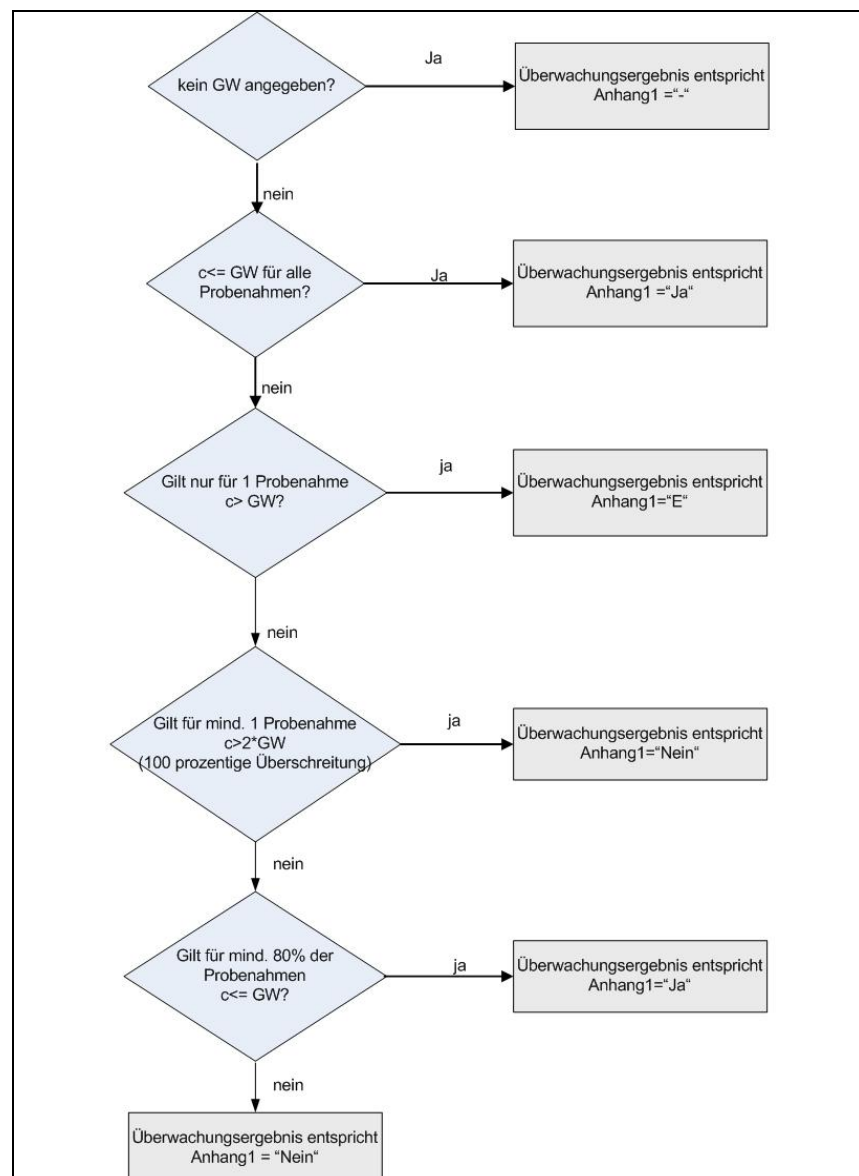 kein GW angegeben?
Ja
Überwachungsergebnis entspricht
Anhang1 =“-“
nein
c<= GW für alle
Probenahmen?
Ja
Überwachungsergebnis entspricht
Anhang1 =“Ja“
nein
Gilt nur für 1 Probenahme
c> GW?
ja
Überwachungsergebnis entspricht
Anhang1=“E“
nein
Gilt für mind. 1 Probenahme
c>2*GW
(100 prozentige Überschreitung)
ja
Überwachungsergebnis entspricht
Anhang1=“Nein“
nein
Gilt für mind. 80% der
Probenahmen
c<= GW?
ja
Überwachungsergebnis entspricht
Anhang1=“Ja“
nein
Überwachungsergebnis entspricht
Anhang1 = “Nein“